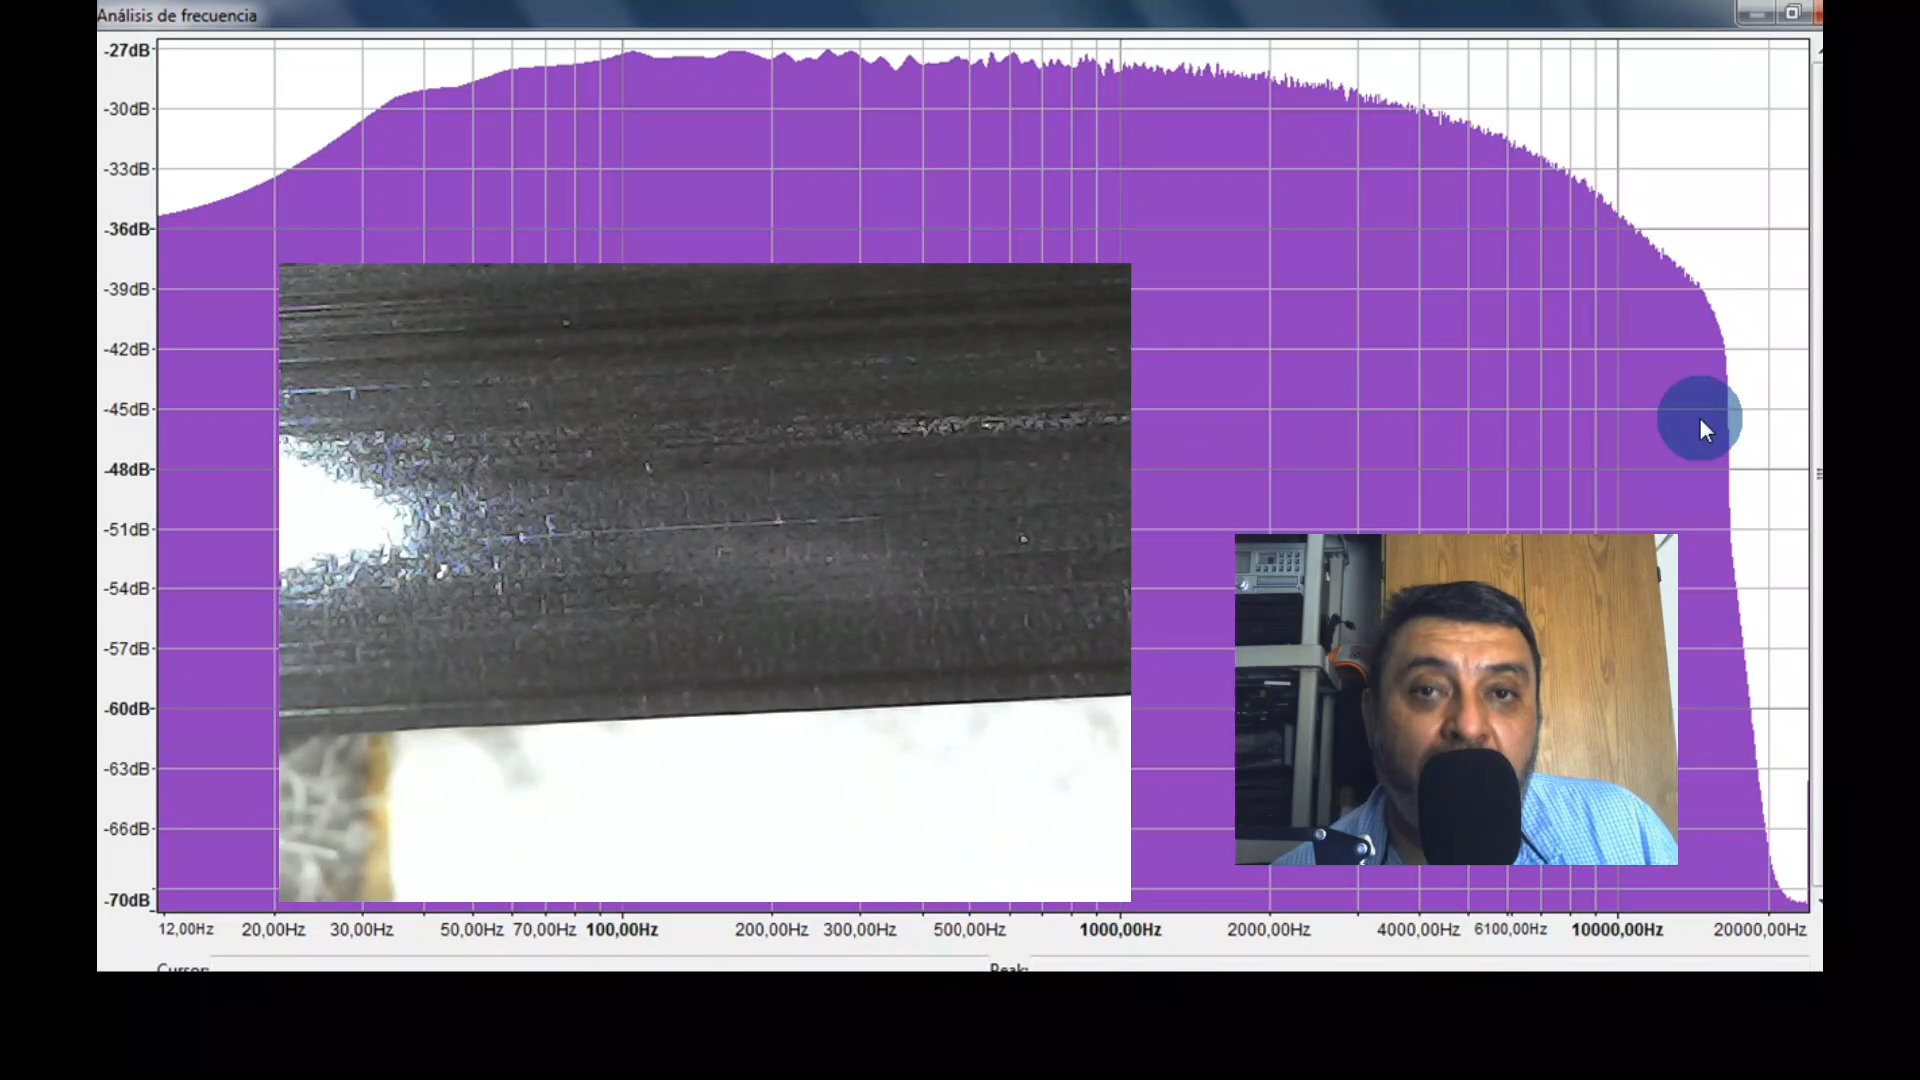 Análisis de frecuencia
-27dB
-30dB
-33dB
-36dB
-39dB
-42dB
-45dB
-48dB
-51dB
-54dB
-57dB
-60dB
-63dB
-66dB
-70dB
12,00Hz 20,00Hz 30,00Hz 50,00Hz 70,00Hz 100,00Hz 200,00Hz 300,00Hz 500,00Hz 1000,00Hz 2000,00Hz 4000,00Hz 6100,00Hz 10000,00Hz 20000,00Hz
Cursor: Peak: